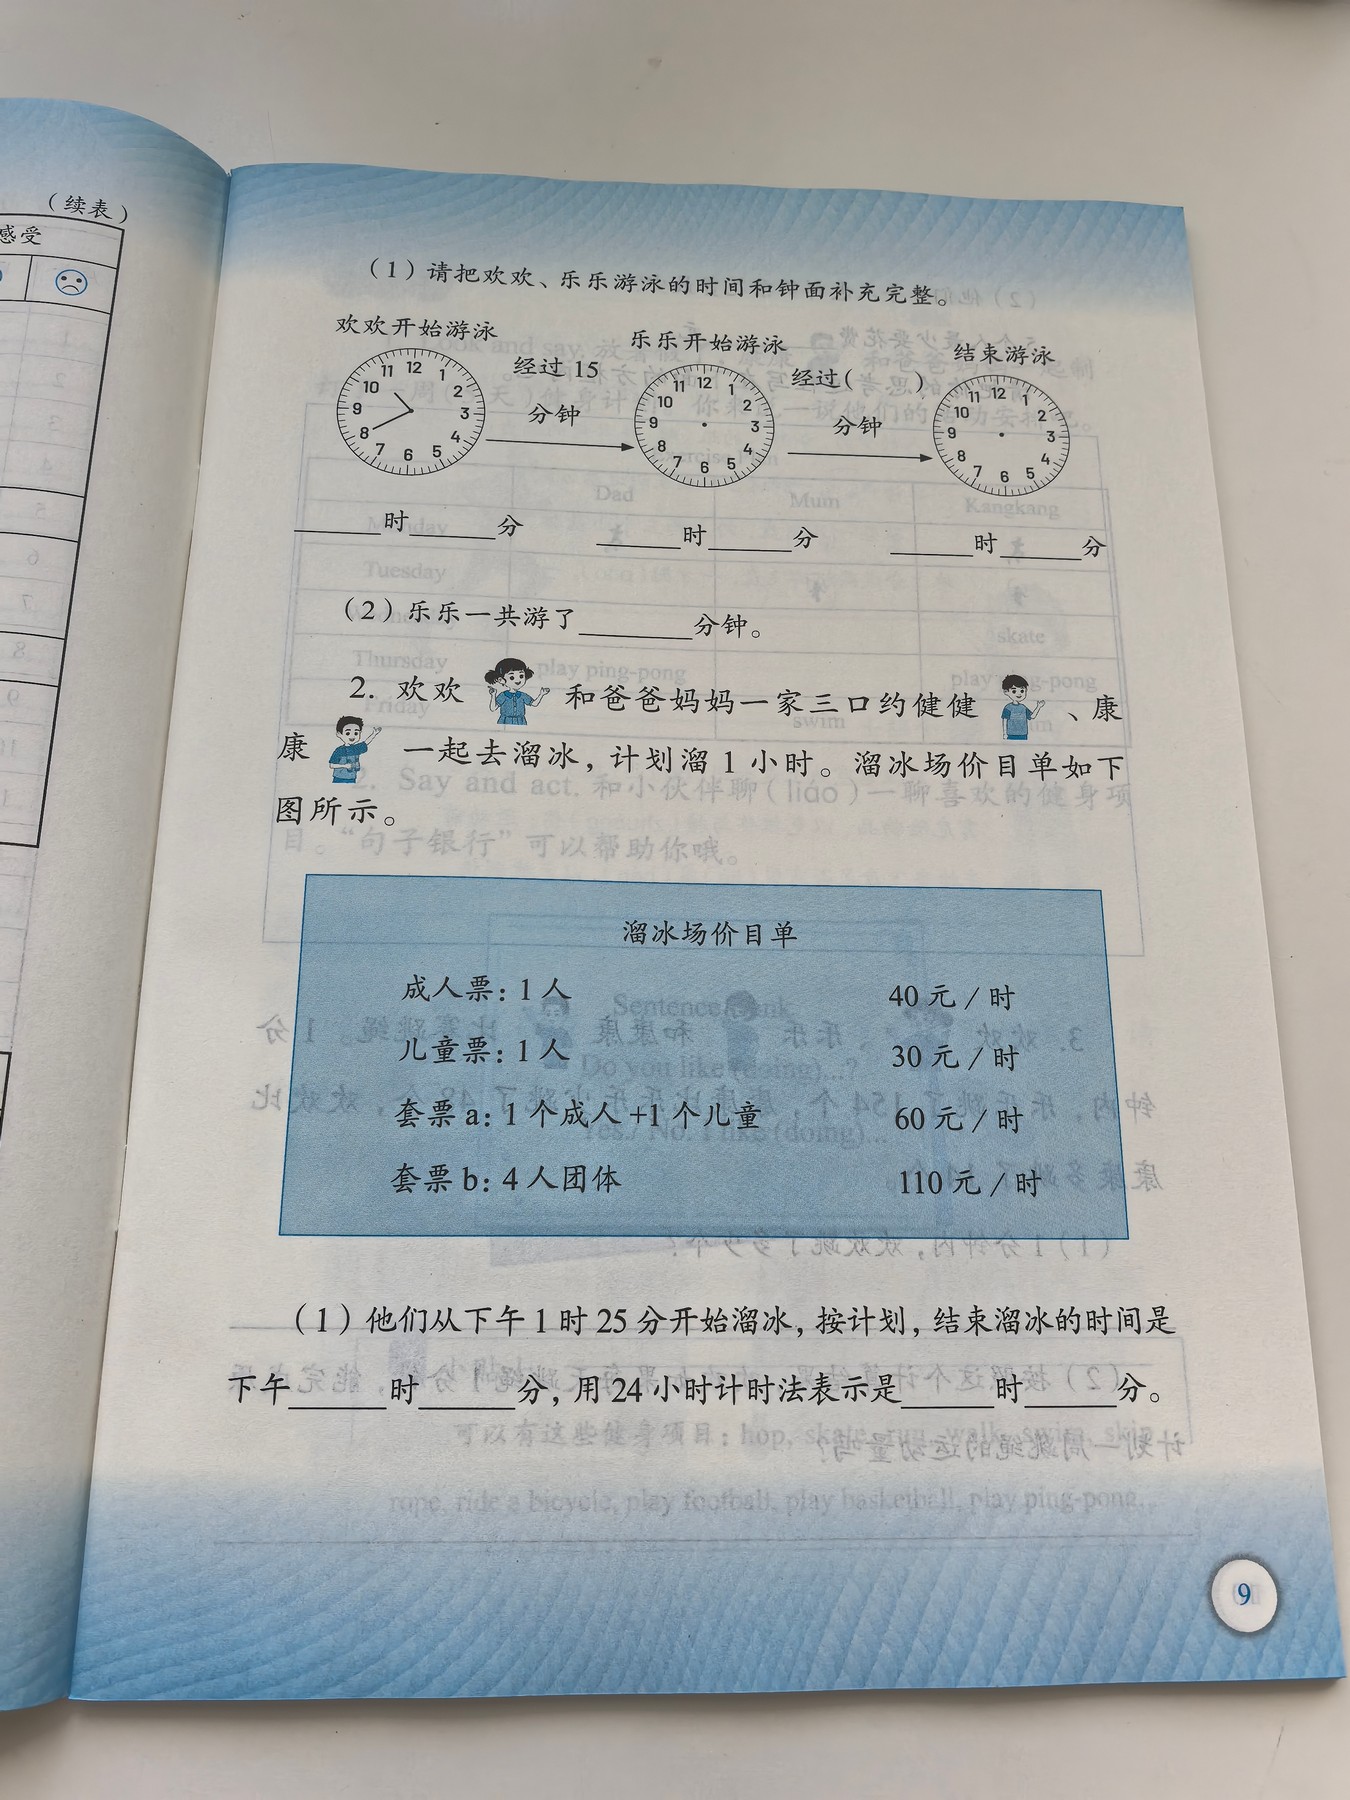 (续表)
感受
(1)请把欢欢、乐乐游泳的时间和钟面补充完整。
欢欢开始游泳
乐乐开始游泳
结束游泳
经过 15
分钟
经过( )
分钟
12 1 2 3 4 5 6 7 8 9 10 11
12 1 2 3 4 5 6 7 8 9 10 11
12 1 2 3 4 5 6 7 8 9 10 11
______时______分 ______时______分 ______时______分
(2)乐乐一共游了________分钟。
2. 欢欢 和爸爸妈妈一家三口约健健 、康
康 一起去溜冰，计划溜 1 小时。溜冰场价目单如下
图所示。
溜冰场价目单
成人票：1 人 40 元 / 时
儿童票：1 人 30 元 / 时
套票 a：1 个成人 +1 个儿童 60 元 / 时
套票 b：4 人团体 110 元 / 时
(1)他们从下午 1 时 25 分开始溜冰，按计划，结束溜冰的时间是
下午______时______分，用 24 小时计时法表示是______时______分。
9